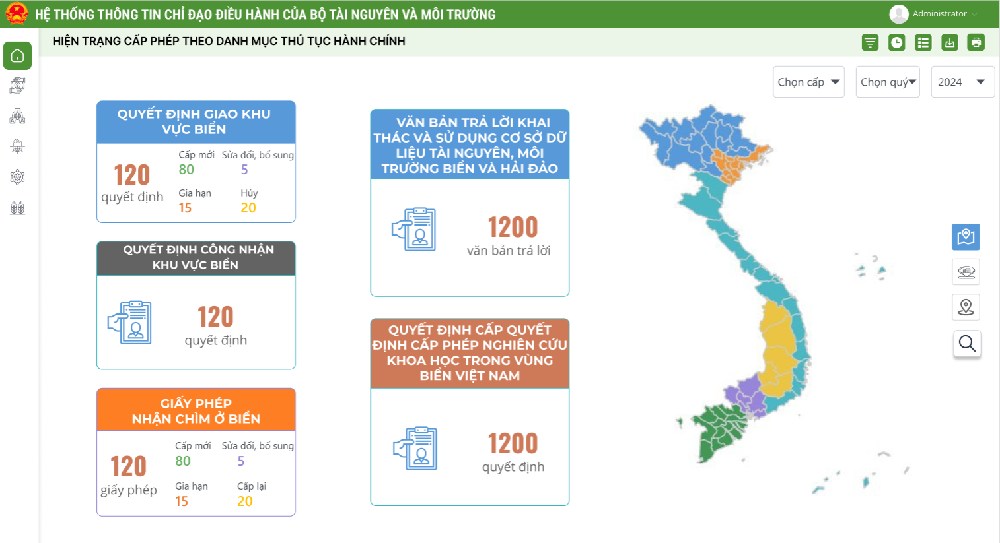 HỆ THỐNG THÔNG TIN CHỈ ĐẠO ĐIỀU HÀNH CỦA BỘ TÀI NGUYÊN VÀ MÔI TRƯỜNG
Administrator
HIỆN TRẠNG CẤP PHÉP THEO DANH MỤC THỦ TỤC HÀNH CHÍNH
Chọn cấp
Chọn quý
2024
QUYẾT ĐỊNH GIAO KHU
VỰC BIỂN
120
quyết định
Cấp mới
80
Sửa đổi, bổ sung
5
Gia hạn
15
Hủy
20
QUYẾT ĐỊNH CÔNG NHẬN
KHU VỰC BIỂN
120
quyết định
GIẤY PHÉP
NHẬN CHÌM Ở BIỂN
120
giấy phép
Cấp mới
80
Sửa đổi, bổ sung
5
Gia hạn
15
Cấp lại
20
VĂN BẢN TRẢ LỜI KHAI
THÁC VÀ SỬ DỤNG CƠ SỞ DỮ
LIỆU TÀI NGUYÊN, MÔI
TRƯỜNG BIỂN VÀ HẢI ĐẢO
1200
văn bản trả lời
QUYẾT ĐỊNH CẤP QUYẾT
ĐỊNH CẤP PHÉP NGHIÊN CỨU
KHOA HỌC TRONG VÙNG
BIỂN VIỆT NAM
1200
quyết định